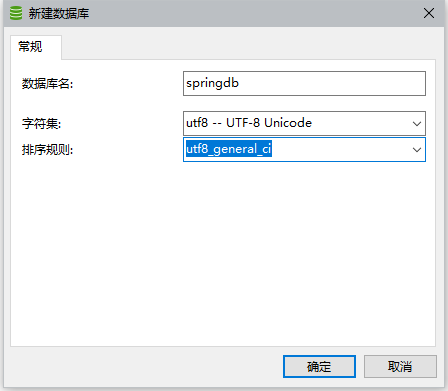 新建数据库
常规
数据库名: springdb
字符集: utf8 -- UTF-8 Unicode
排序规则: utf8_general_ci
确定 取消